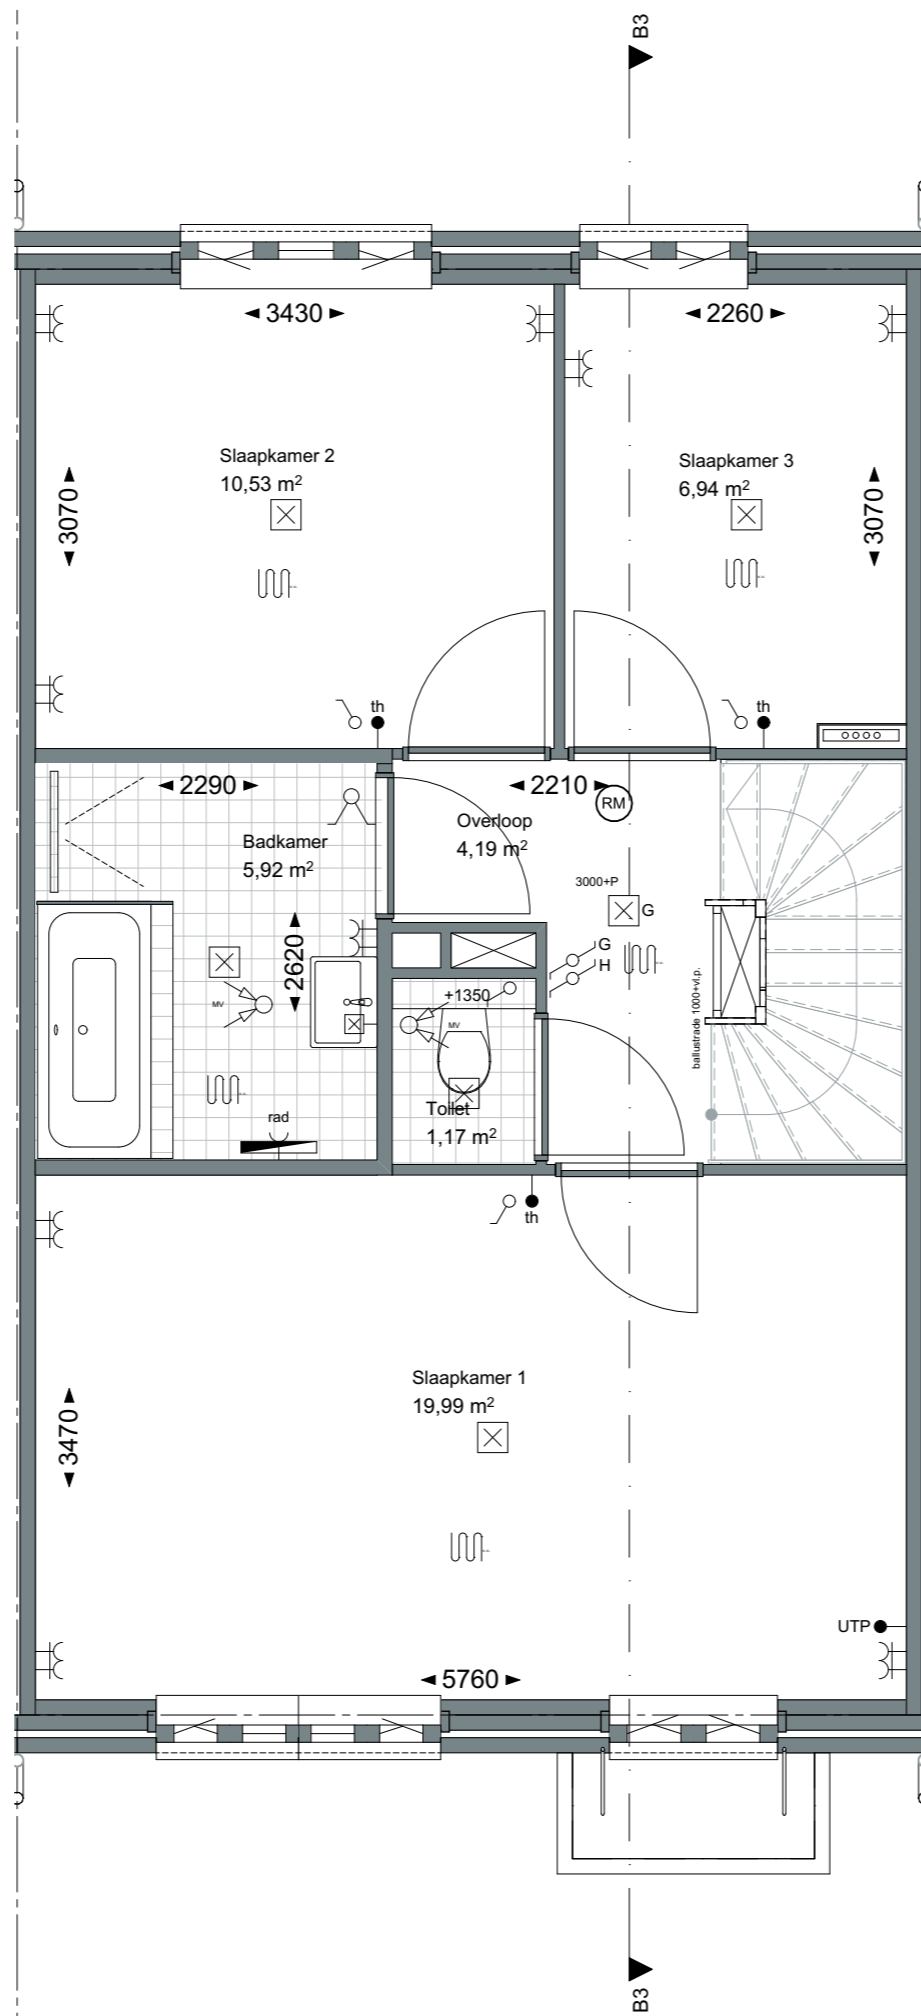 B3
3430
2260
Slaapkamer 2
10,53 m²
Slaapkamer 3
6,94 m²
3070
3070
th
th
2290
2210
RM
Badkamer
5,92 m²
Overloop
4,19 m²
3000+P
G
G
H
2620
+1350
MV
MV
ballustrade 1000+vl.p.
rad
Toilet
1,17 m²
th
Slaapkamer 1
19,99 m²
3470
UTP
5760
B3